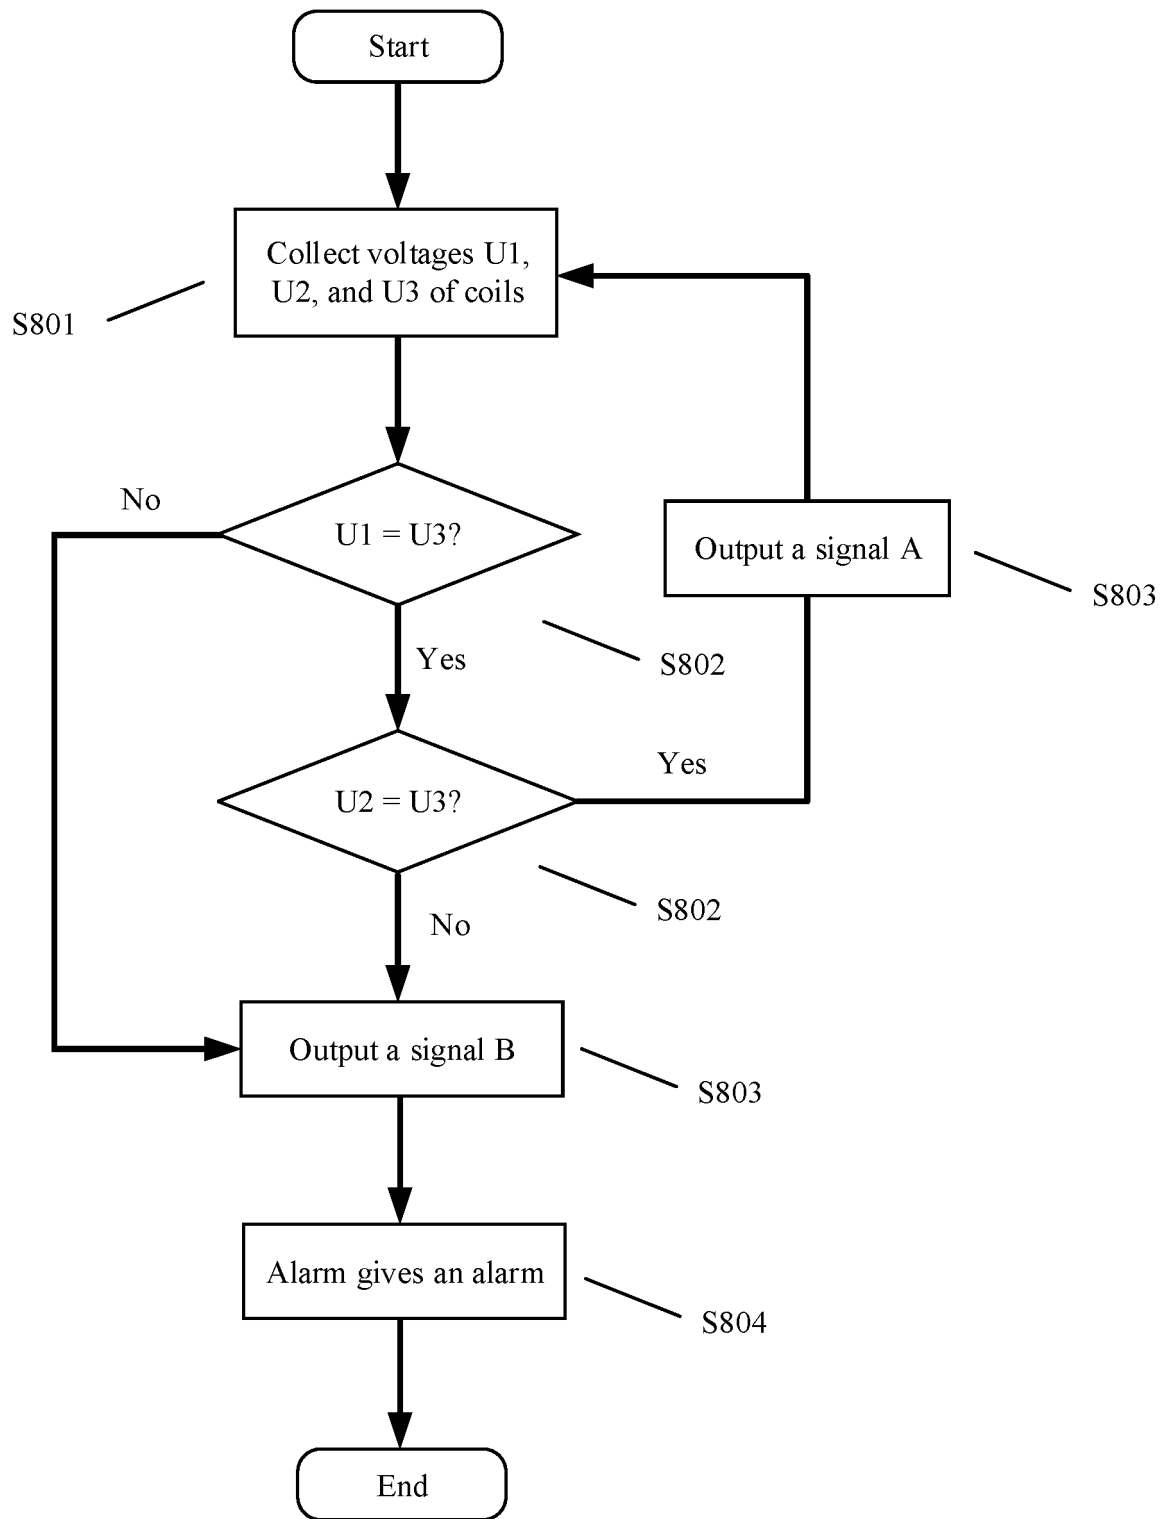 Start
Collect voltages U1,
U2, and U3 of coils
S801
No
U1 = U3?
Output a signal A
S803
Yes
S802
U2 = U3?
Yes
S802
No
Output a signal B
S803
Alarm gives an alarm
S804
End